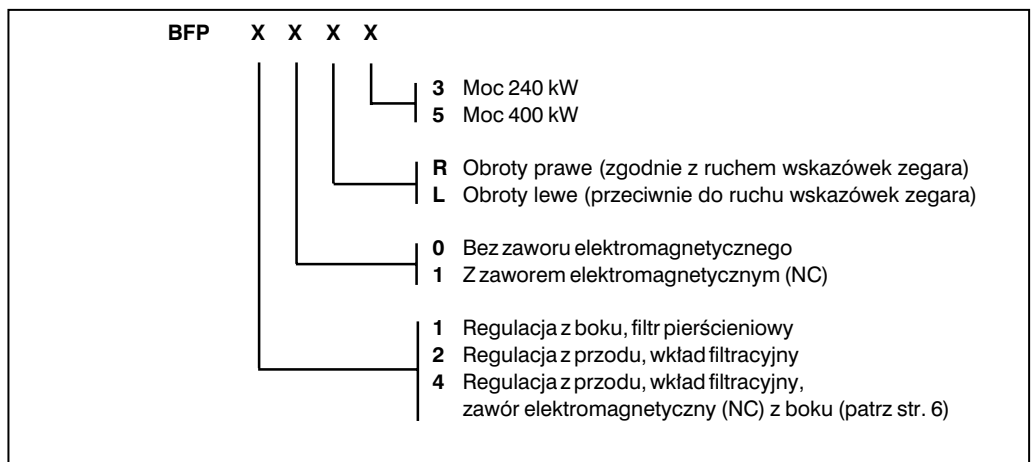 BFP X X X X
3 Moc 240 kW
5 Moc 400 kW
R Obroty prawe (zgodnie z ruchem wskazówek zegara)
L Obroty lewe (przeciwnie do ruchu wskazówek zegara)
0 Bez zaworu elektromagnetycznego
1 Z zaworem elektromagnetycznym (NC)
1 Regulacja z boku, filtr pierścieniowy
2 Regulacja z przodu, wkład filtracyjny
4 Regulacja z przodu, wkład filtracyjny,
zawór elektromagnetyczny (NC) z boku (patrz str. 6)